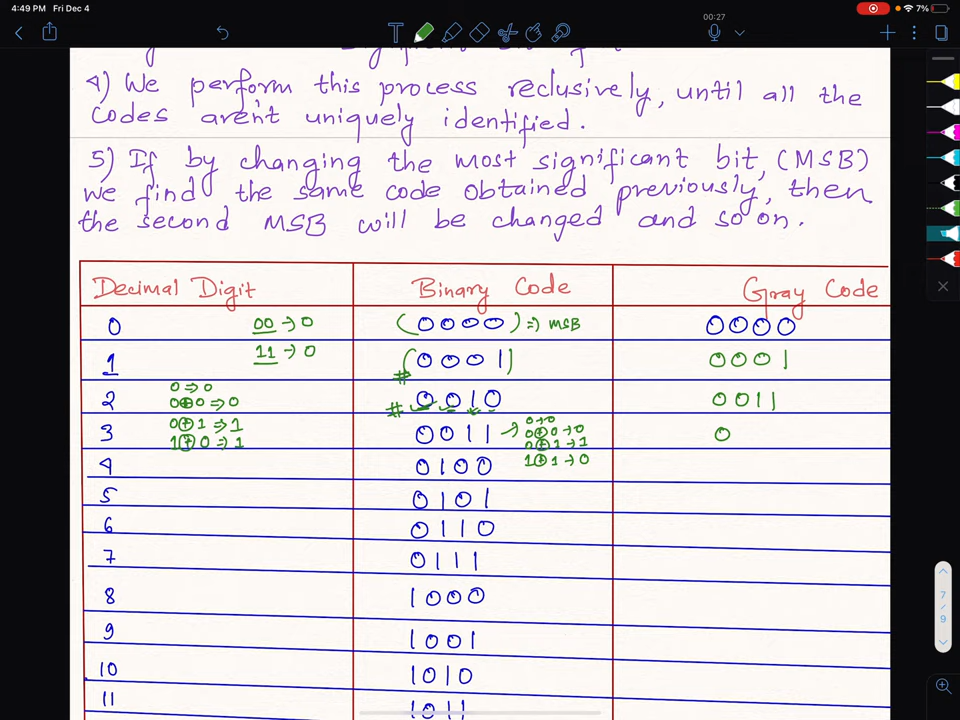 4:49 PM Fri Dec 4
00:27
7%
4) We perform this process reclusively, until all the
codes aren't uniquely identified.
5) If by changing the most significant bit, (MSB)
we find the same code obtained previously, then
the second MSB will be changed and so on.
Decimal Digit Binary Code Gray Code
0 00 → 0 (0000) ⇒ MSB 0000
1 11 → 0 # (0001) 0001
2 0 ⇒ 0 # 0010 0011
0 ⊕ 0 ⇒ 0
3 0 ⊕ 1 ⇒ 1 0011 → 0 → 0 0
1 ⊕ 0 ⇒ 1 0 ⊕ 0 → 0
0 ⊕ 1 → 1
4 0100 1 ⊕ 1 → 0
5 0101
6 0110
7 0111
8 1000
9 1001
10 1010
11 1011
7 / 9